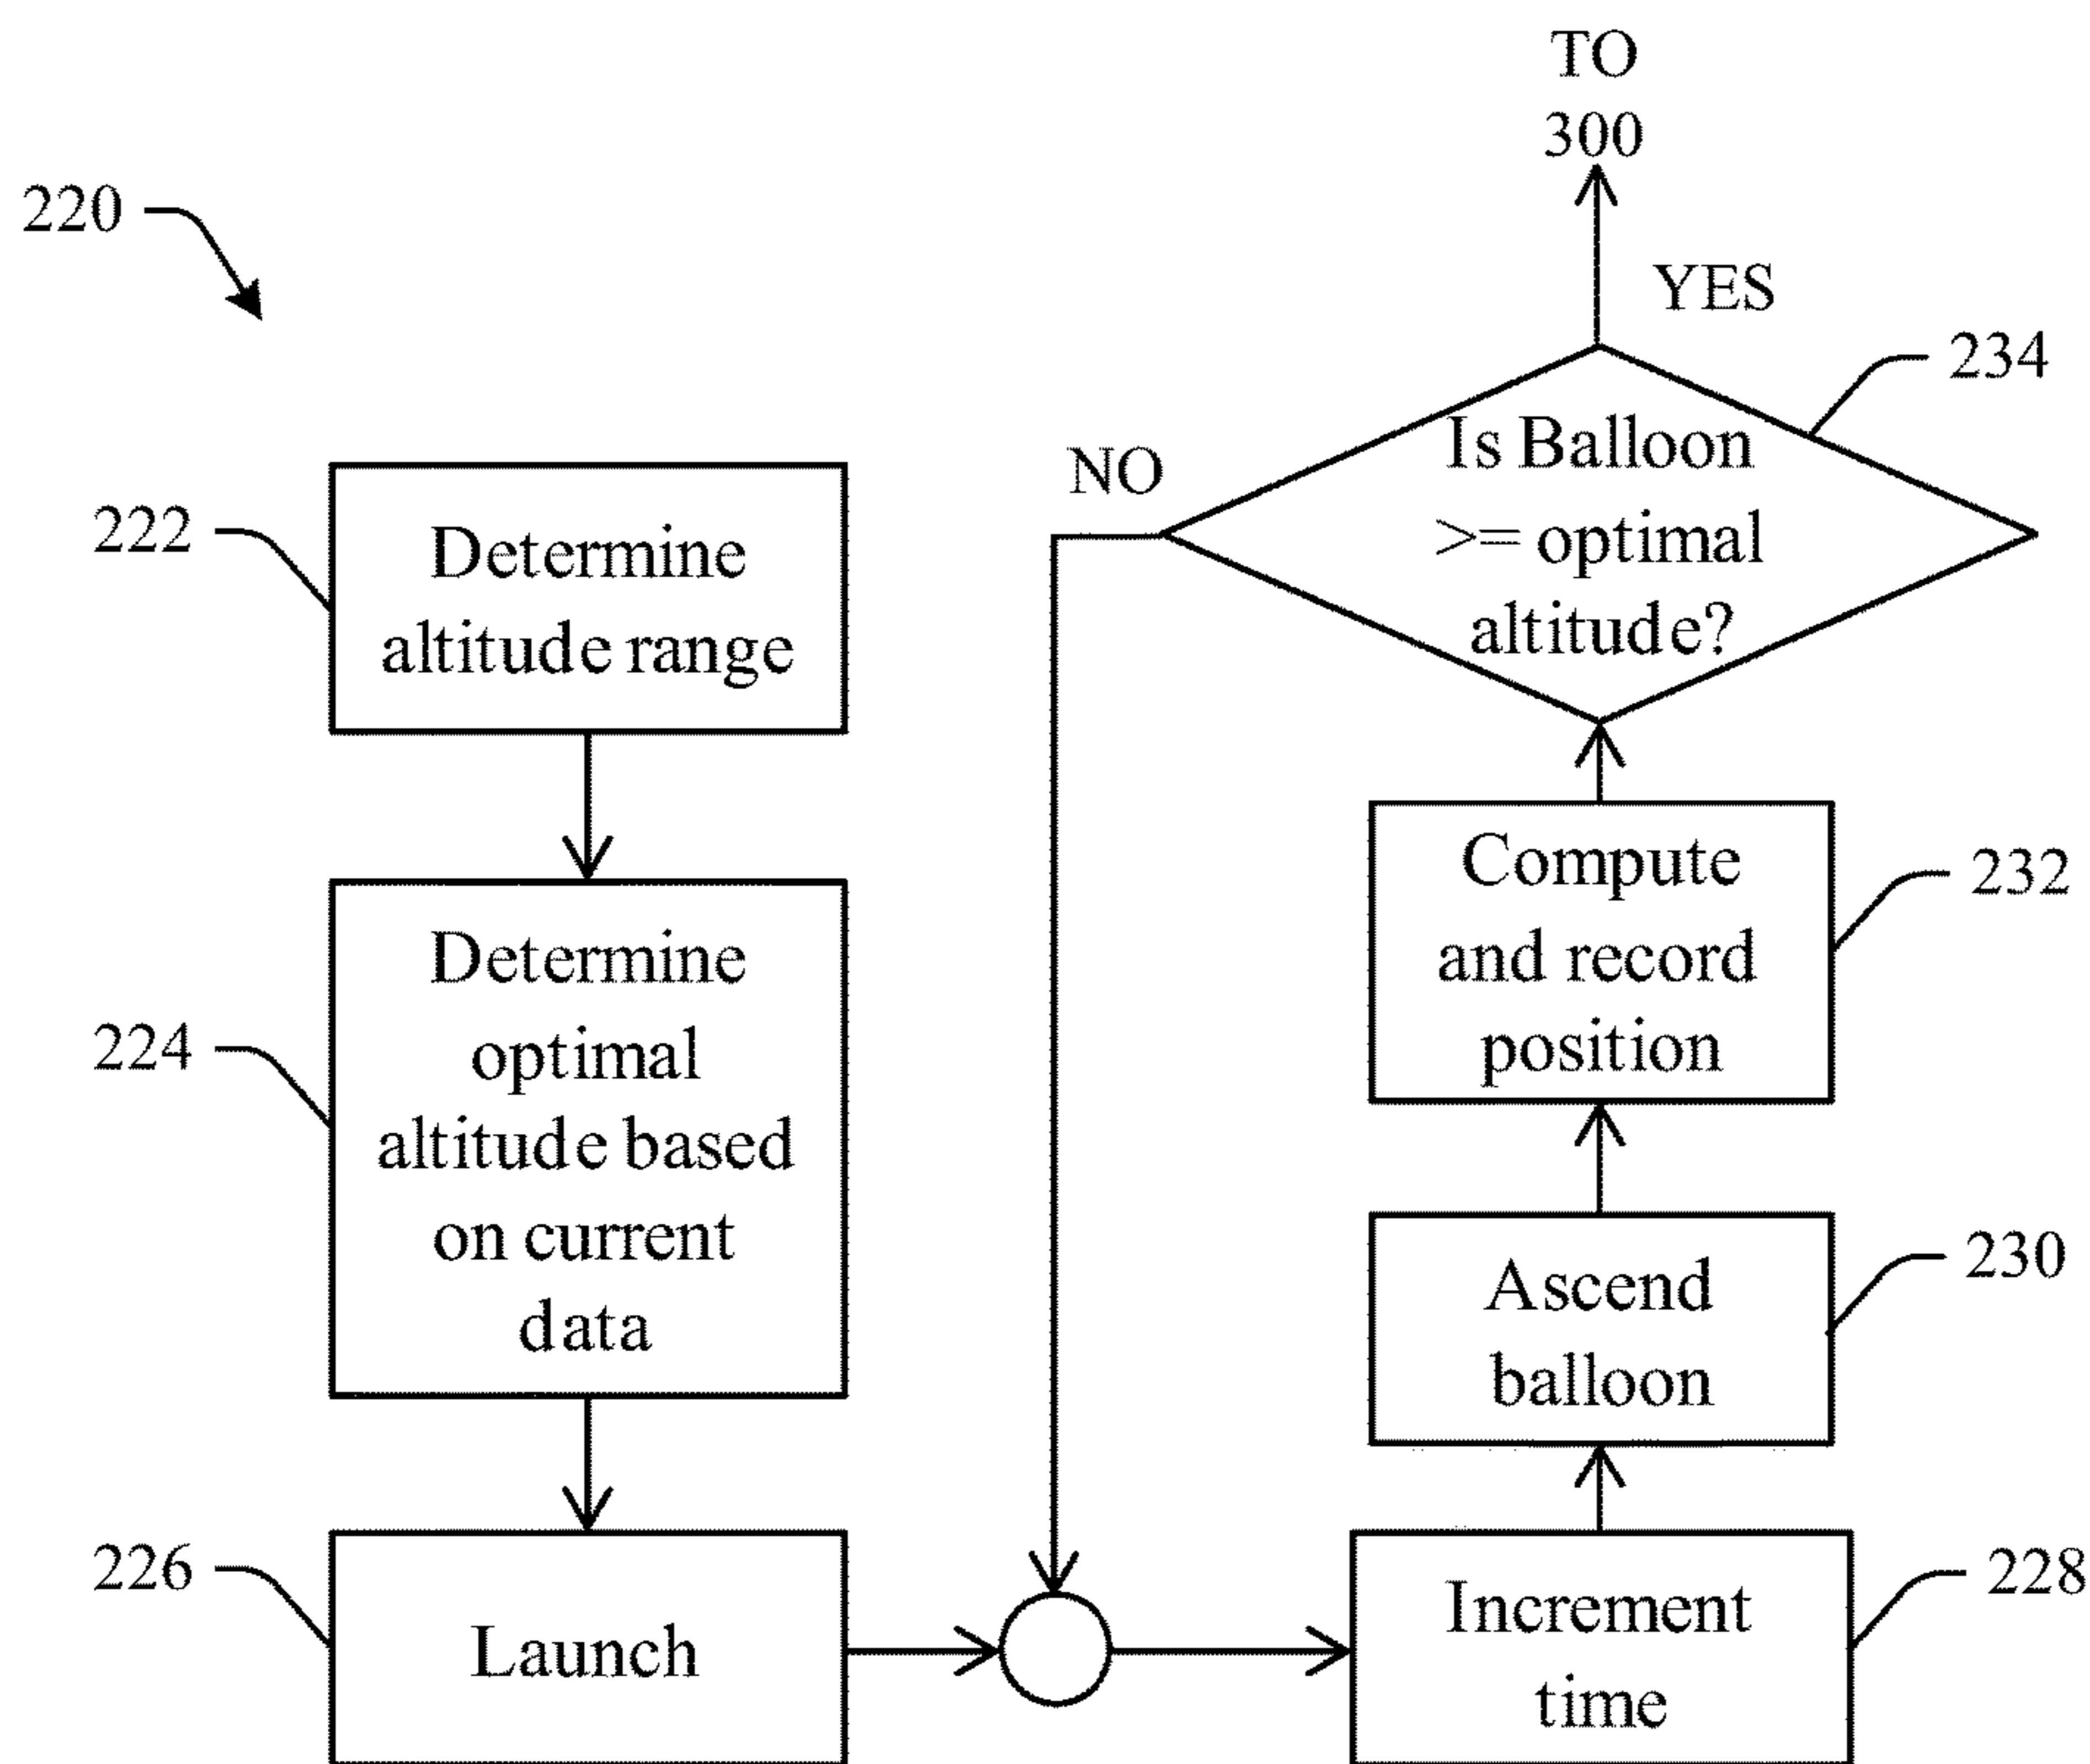 220
222
Determine
altitude range
224
Determine
optimal
altitude based
on current
data
226
Launch
228
Increment
time
230
Ascend
balloon
232
Compute
and record
position
234
Is Balloon
>= optimal
altitude?
NO
YES
TO
300